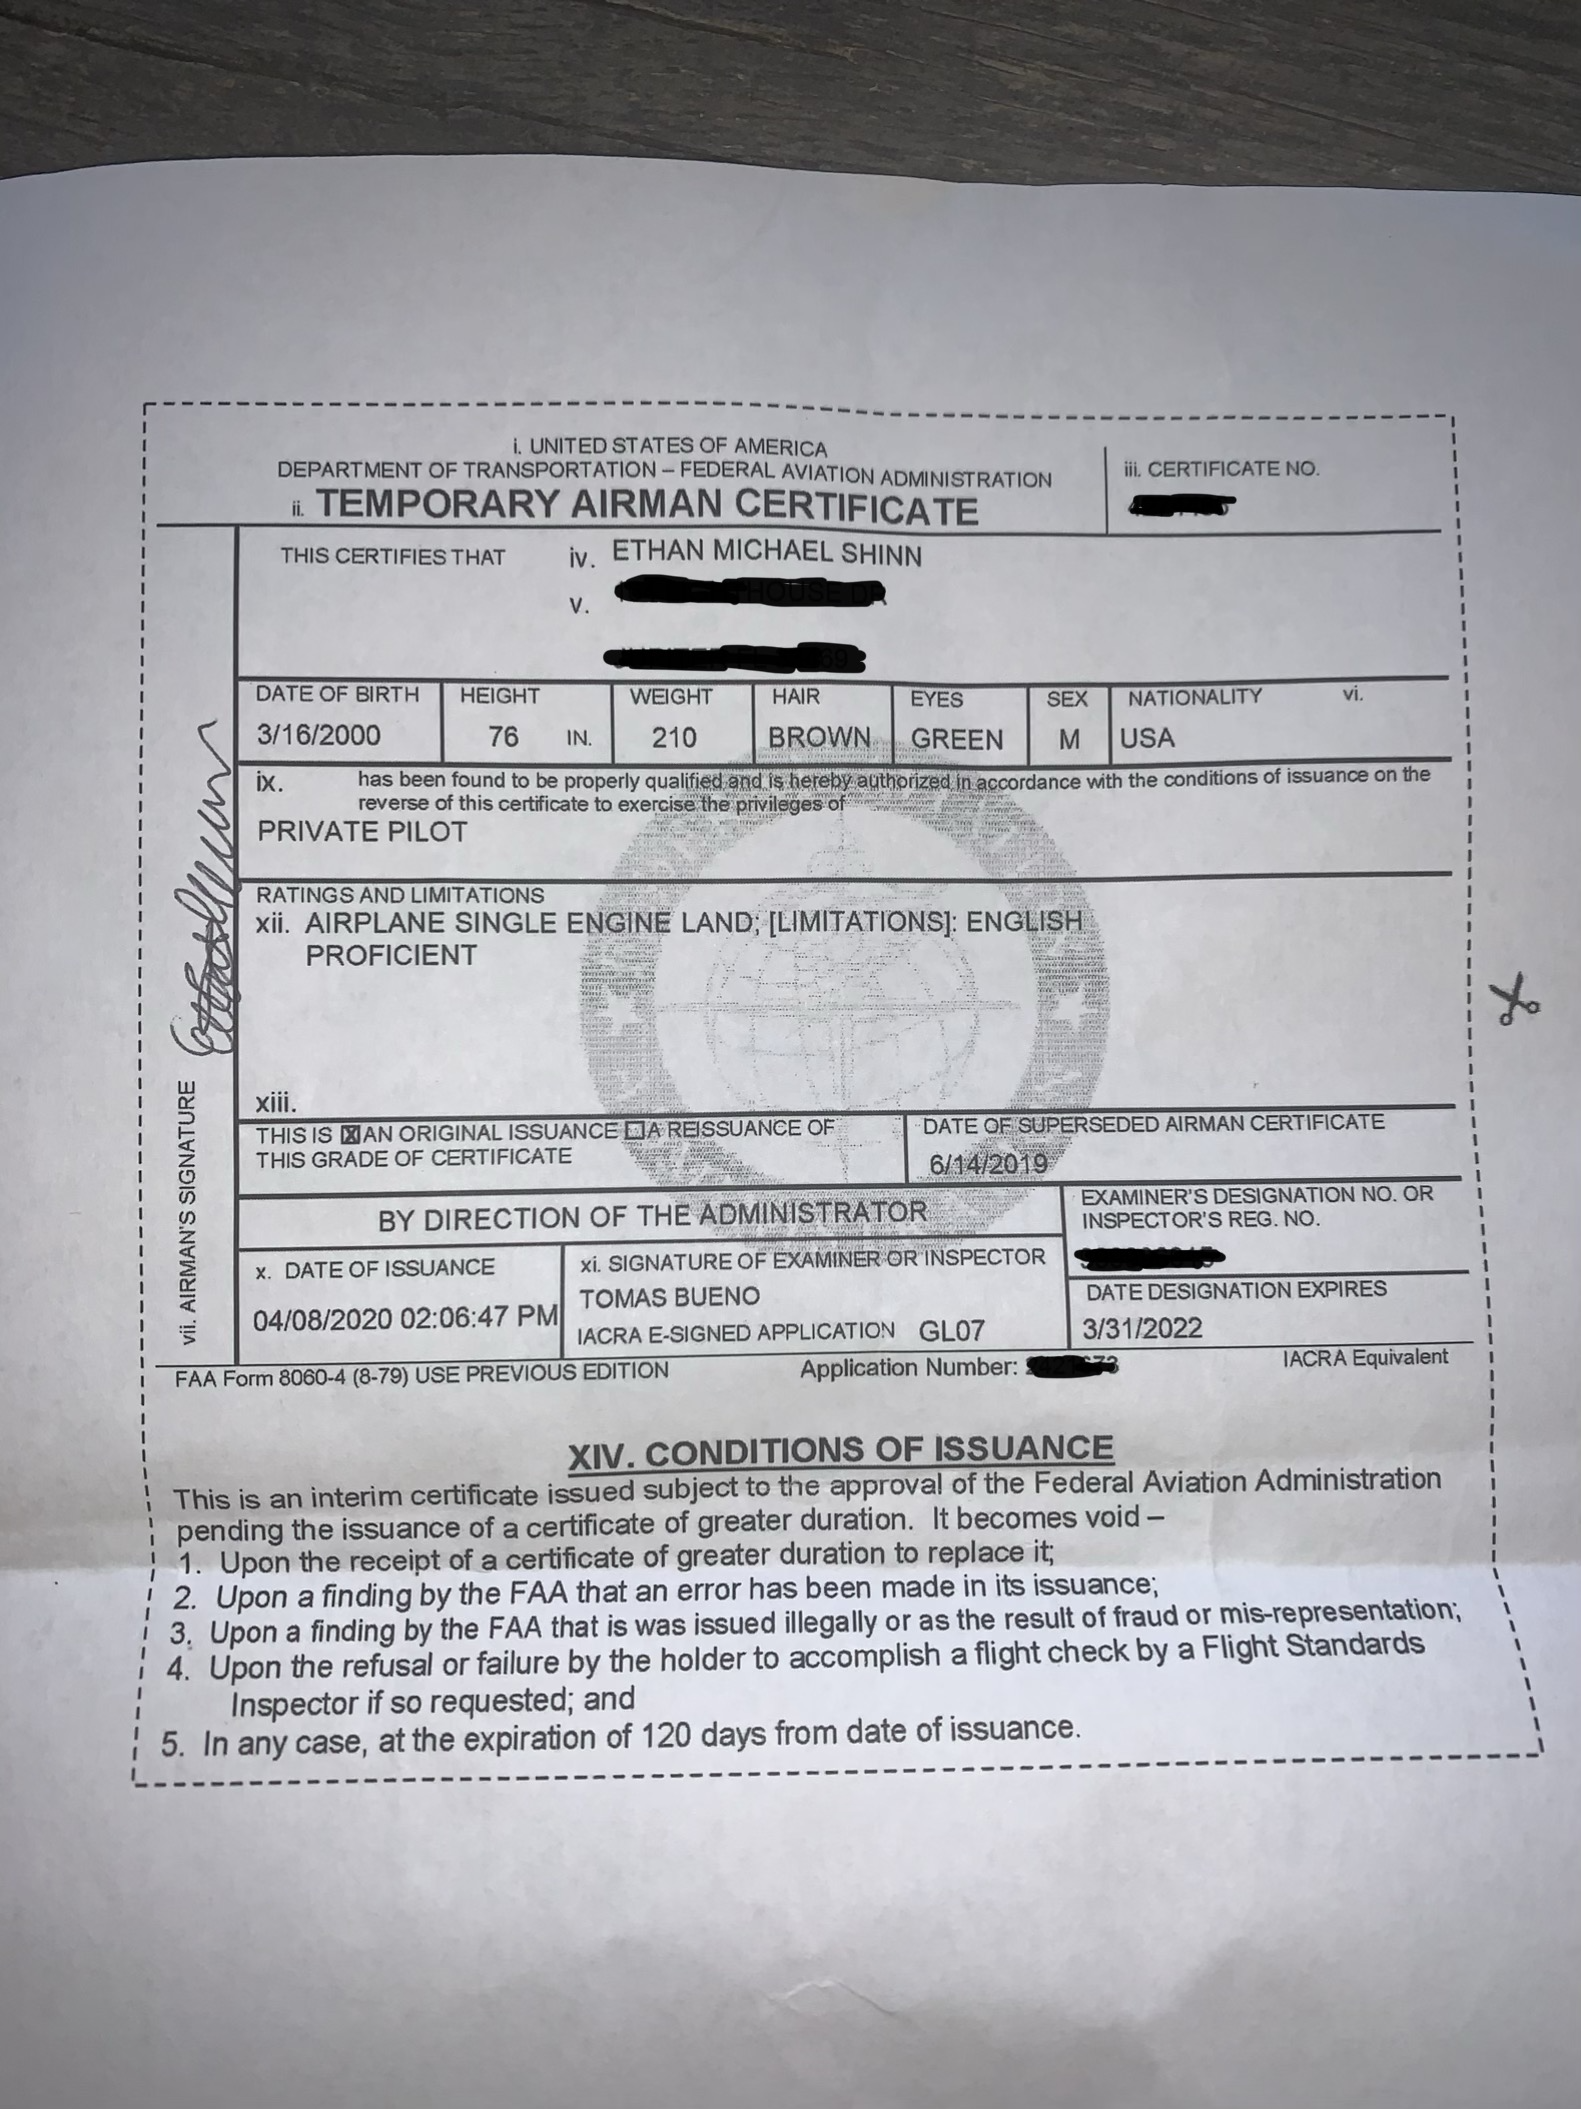 i. UNITED STATES OF AMERICA
DEPARTMENT OF TRANSPORTATION – FEDERAL AVIATION ADMINISTRATION
ii. TEMPORARY AIRMAN CERTIFICATE
iii. CERTIFICATE NO.
THIS CERTIFIES THAT iv. ETHAN MICHAEL SHINN
v.
DATE OF BIRTH HEIGHT WEIGHT HAIR EYES SEX NATIONALITY vi.
3/16/2000 76 IN. 210 BROWN GREEN M USA
ix. has been found to be properly qualified and is hereby authorized in accordance with the conditions of issuance on the
reverse of this certificate to exercise the privileges of
PRIVATE PILOT
RATINGS AND LIMITATIONS
xii. AIRPLANE SINGLE ENGINE LAND; [LIMITATIONS]: ENGLISH
PROFICIENT
xiii.
THIS IS AN ORIGINAL ISSUANCE A REISSUANCE OF
THIS GRADE OF CERTIFICATE
DATE OF SUPERSEDED AIRMAN CERTIFICATE
6/14/2019
BY DIRECTION OF THE ADMINISTRATOR
EXAMINER'S DESIGNATION NO. OR
INSPECTOR'S REG. NO.
x. DATE OF ISSUANCE
04/08/2020 02:06:47 PM
xi. SIGNATURE OF EXAMINER OR INSPECTOR
TOMAS BUENO
IACRA E-SIGNED APPLICATION GL07
DATE DESIGNATION EXPIRES
3/31/2022
vii. AIRMAN'S SIGNATURE
FAA Form 8060-4 (8-79) USE PREVIOUS EDITION Application Number: IACRA Equivalent
XIV. CONDITIONS OF ISSUANCE
This is an interim certificate issued subject to the approval of the Federal Aviation Administration
pending the issuance of a certificate of greater duration. It becomes void –
1. Upon the receipt of a certificate of greater duration to replace it;
2. Upon a finding by the FAA that an error has been made in its issuance;
3. Upon a finding by the FAA that is was issued illegally or as the result of fraud or mis-representation;
4. Upon the refusal or failure by the holder to accomplish a flight check by a Flight Standards
Inspector if so requested; and
5. In any case, at the expiration of 120 days from date of issuance.